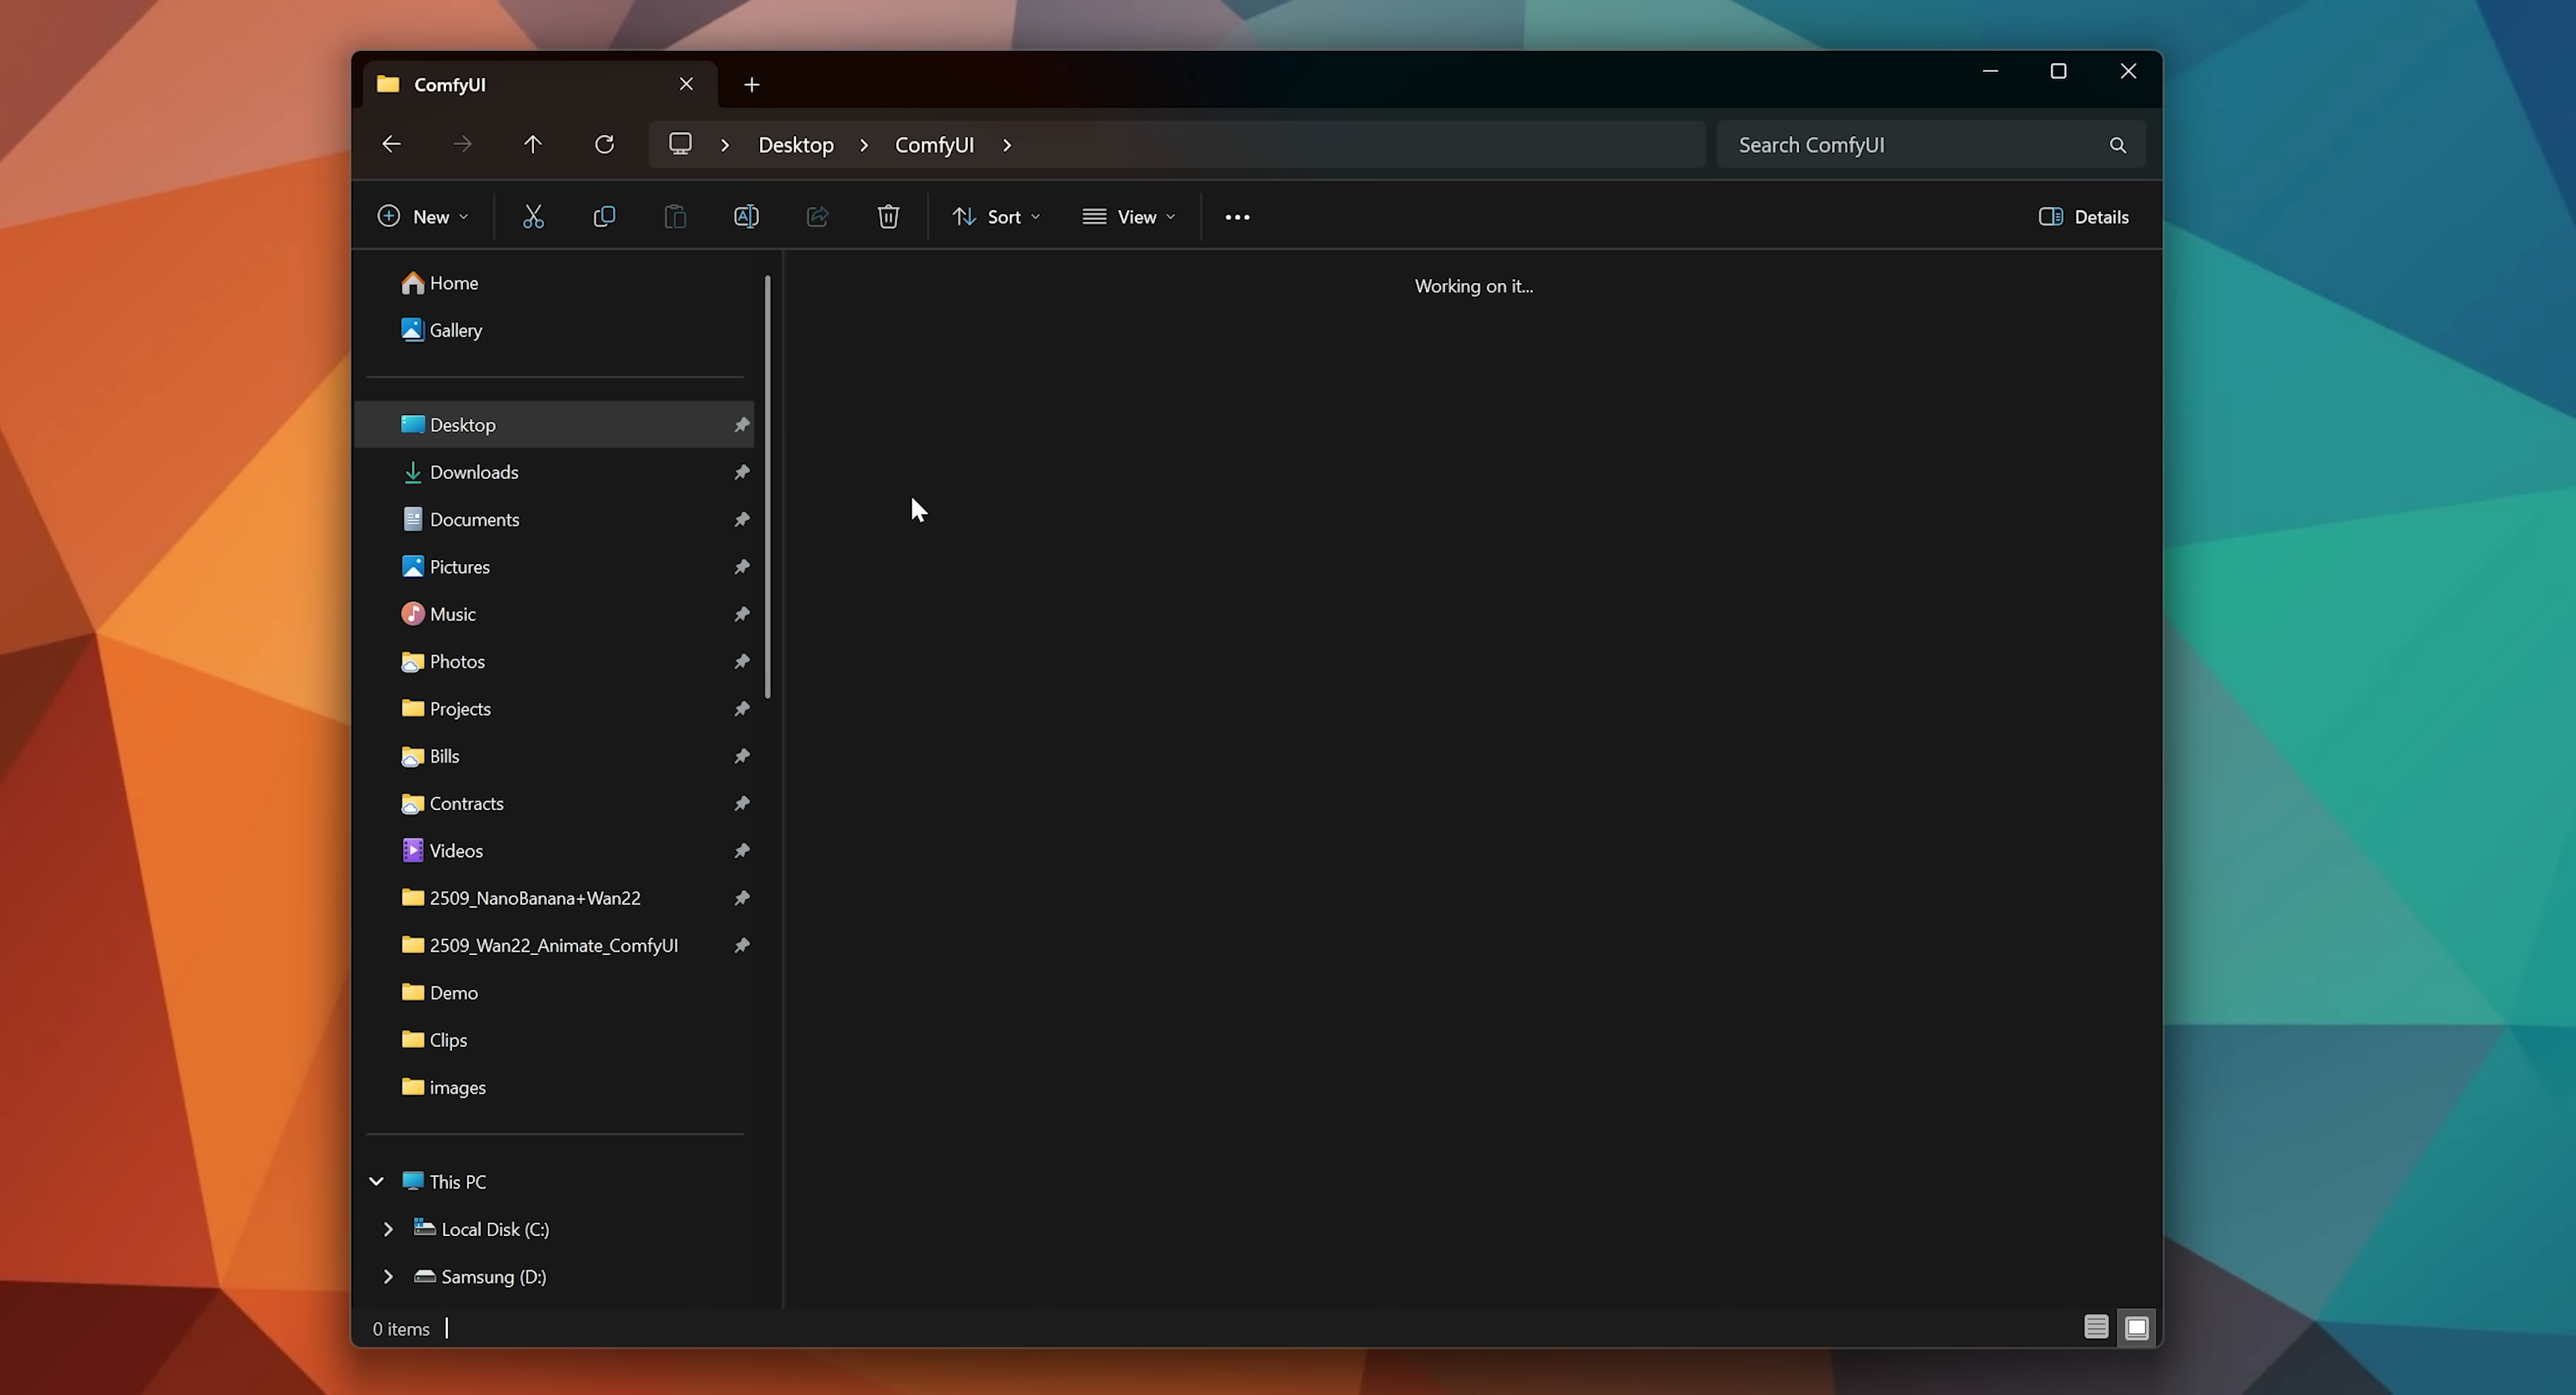 ComfyUI
Desktop
ComfyUI
Search ComfyUI
New
Sort
View
Details
Home
Gallery
Working on it...
Desktop
Downloads
Documents
Pictures
Music
Photos
Projects
Bills
Contracts
Videos
2509_NanoBanana+Wan22
2509_Wan22_Animate_ComfyUI
Demo
Clips
images
This PC
Local Disk (C:)
Samsung (D:)
0 items